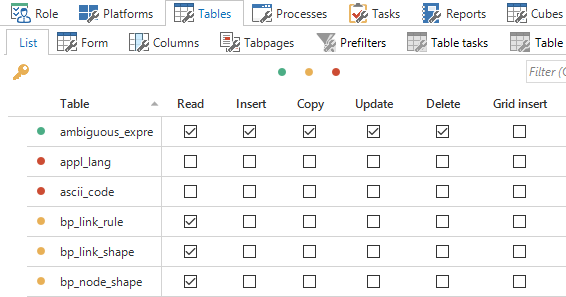 Role Platforms Tables Processes Tasks Reports Cubes
List Form Columns Tabpages Prefilters Table tasks Table
Filter (
Table Read Insert Copy Update Delete Grid insert
ambiguous_expre
appl_lang
ascii_code
bp_link_rule
bp_link_shape
bp_node_shape